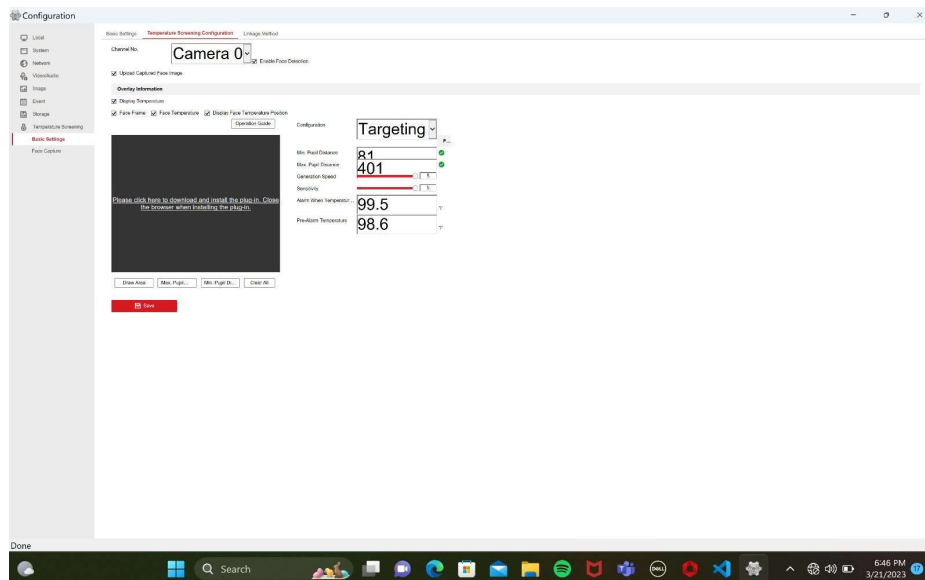 Configuration
Local
System
Network
Video/Audio
Image
Event
Storage
Temperature Screening
Basic Settings
Face Capture
Basic Settings Temperature Screening Configuration Linkage Method
Channel No. Camera 0 Enable Face Detection
Upload Captured Face Image
Overlay Information
Display Temperature
Face Frame Face Temperature Display Face Temperature Position
Operation Guide
Please click here to download and install the plug-in. Close
the browser when installing the plug-in.
Draw Area Max. Pupil... Min. Pupil Di... Clear All
Save
Configuration Targeting
P...
Min. Pupil Distance 81
Max. Pupil Distance 401
Generation Speed 5
Sensitivity 5
Alarm When Temperatur... 99.5 °F
Pre-Alarm Temperature 98.6 °F
Done
Search
DELL
6:46 PM
3/21/2023
17